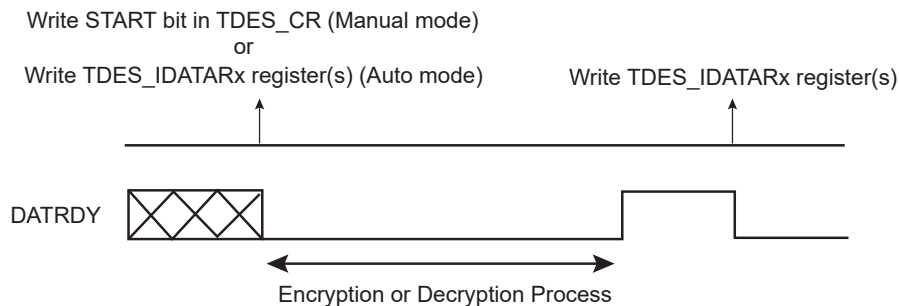 Write START bit in TDES_CR (Manual mode)
or
Write TDES_IDATARx register(s) (Auto mode)
Write TDES_IDATARx register(s)
DATRDY
Encryption or Decryption Process